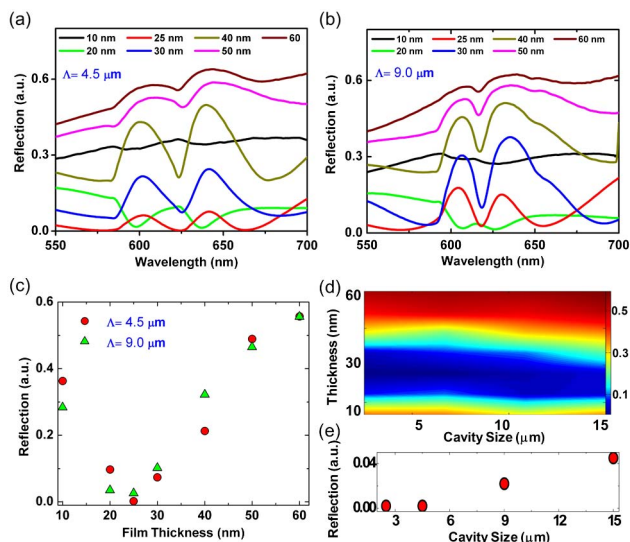 (a)
10 nm 25 nm 40 nm 60
20 nm 30 nm 50 nm
Λ= 4.5 μm
Reflection (a.u.)
0.6
0.3
0.0
550 600 650 700
Wavelength (nm)
(b)
10 nm 25 nm 40 nm 60
20 nm 30 nm 50 nm
Λ= 9.0 μm
Reflection (a.u.)
0.6
0.3
0.0
550 600 650 700
Wavelength (nm)
(c)
Λ= 4.5 μm
Λ= 9.0 μm
Reflection (a.u.)
0.6
0.4
0.2
0.0
10 20 30 40 50 60
Film Thickness (nm)
(d)
Thickness (nm)
60
30
10
5 10 15
Cavity Size (μm)
0.5
0.3
0.1
(e)
Reflection (a.u.)
0.04
0.00
3 6 9 12 15
Cavity Size (μm)